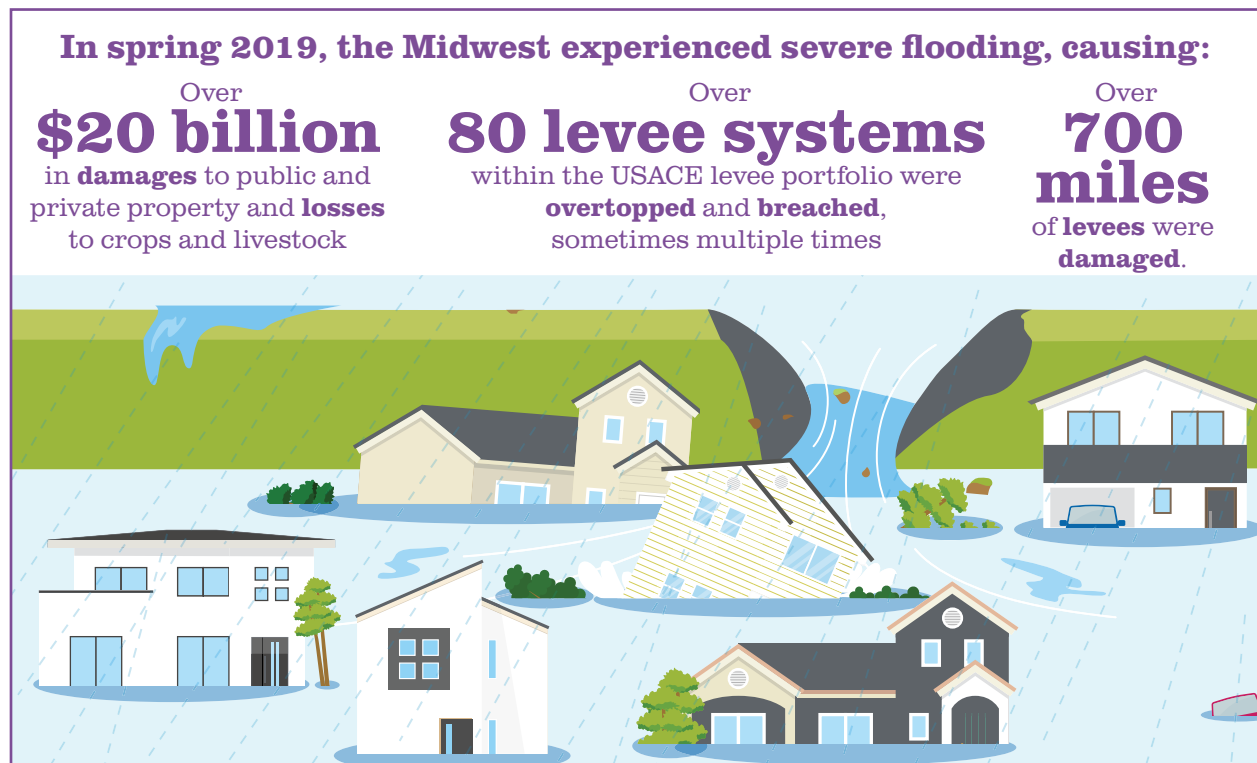 In spring 2019, the Midwest experienced severe flooding, causing:
Over
$20 billion
in damages to public and
private property and losses
to crops and livestock
Over
80 levee systems
within the USACE levee portfolio were
overtopped and breached,
sometimes multiple times
Over
700
miles
of levees were
damaged.